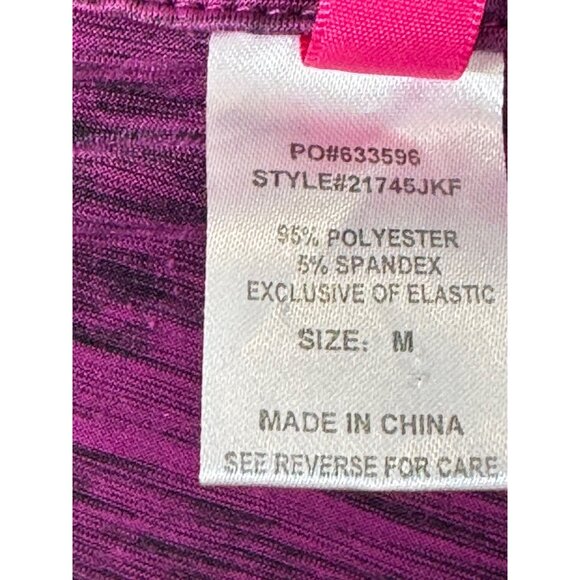 PO#633596
STYLE#21745JKF
95% POLYESTER
5% SPANDEX
EXCLUSIVE OF ELASTIC
SIZE: M
MADE IN CHINA
SEE REVERSE FOR CARE